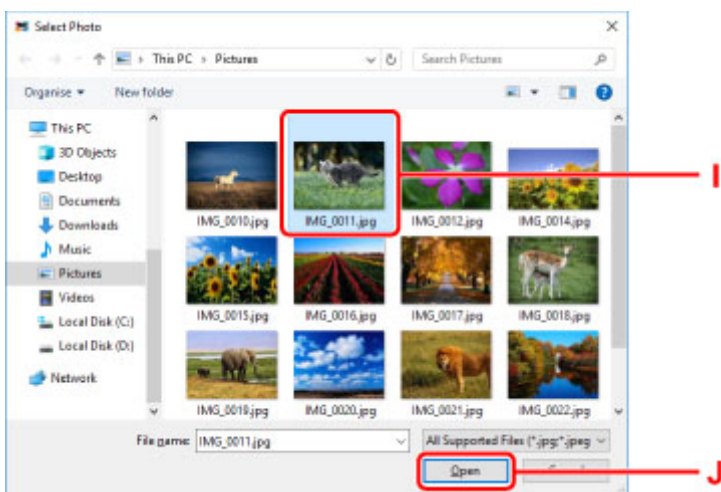 Select Photo
This PC › Pictures
Search Pictures
Organise
New folder
This PC
3D Objects
Desktop
Documents
Downloads
Music
Pictures
Videos
Local Disk (C:)
Local Disk (D:)
Network
IMG_0010.jpg IMG_0011.jpg IMG_0012.jpg IMG_0014.jpg
I
IMG_0015.jpg IMG_0016.jpg IMG_0017.jpg IMG_0018.jpg
IMG_0019.jpg IMG_0020.jpg IMG_0021.jpg IMG_0022.jpg
File name: IMG_0011.jpg
All Supported Files (*.jpg;*.jpeg
Open
J